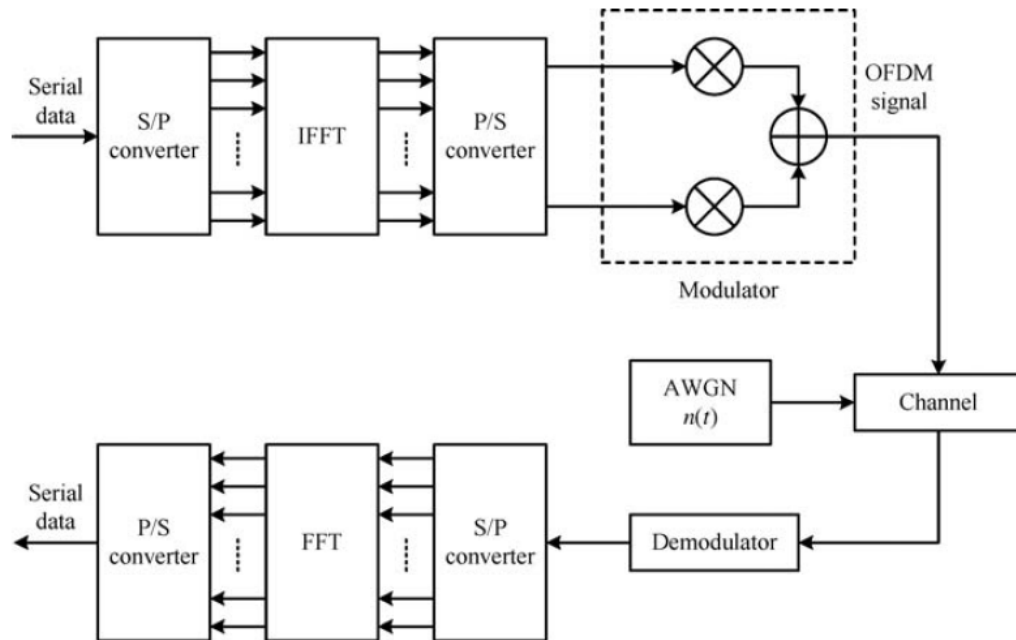 Serial
data
S/P
converter
IFFT
P/S
converter
OFDM
signal
Modulator
AWGN
n(t)
Channel
Serial
data
P/S
converter
FFT
S/P
converter
Demodulator